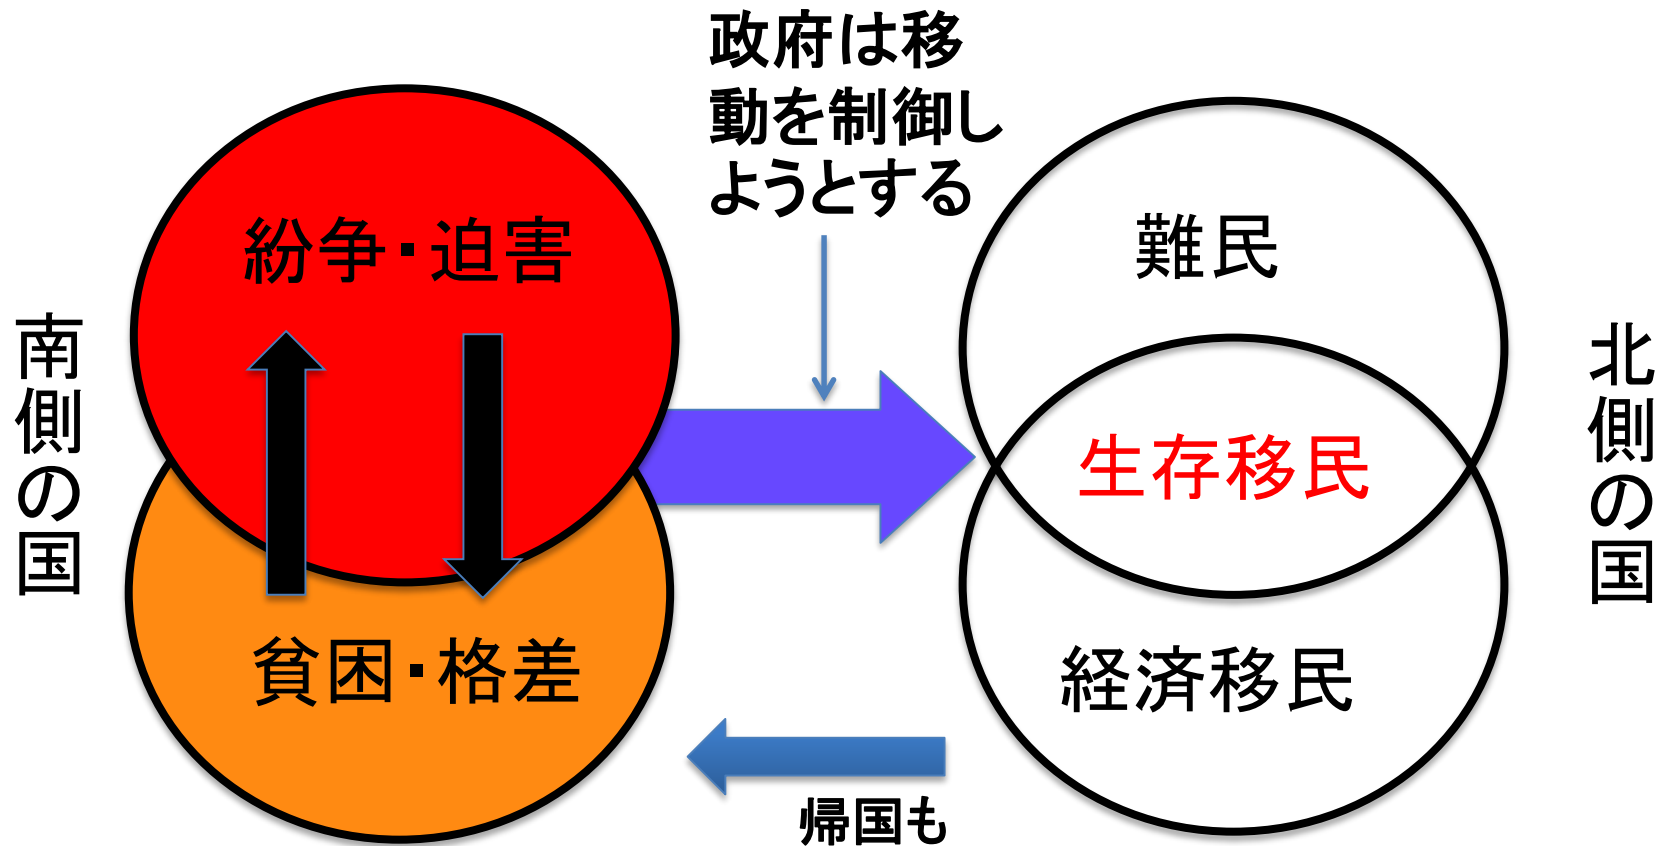 政府は移
動を制御し
ようとする
南側の国
紛争・迫害
貧困・格差
難民
生存移民
経済移民
北側の国
帰国も